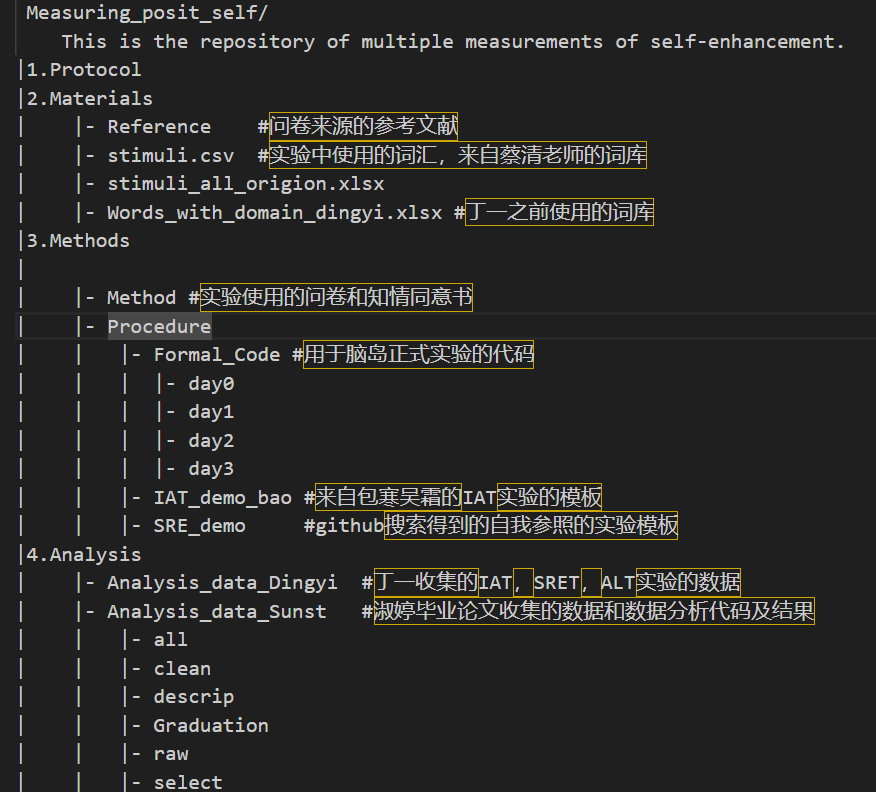 Measuring_posit_self/
This is the repository of multiple measurements of self-enhancement.
|1.Protocol
|2.Materials
|    |- Reference    #问卷来源的参考文献
|    |- stimuli.csv  #实验中使用的词汇，来自蔡清老师的词库
|    |- stimuli_all_origion.xlsx
|    |- Words_with_domain_dingyi.xlsx #丁一之前使用的词库
|3.Methods
|
|    |- Method #实验使用的问卷和知情同意书
|    |- Procedure
|    |   |- Formal_Code #用于脑岛正式实验的代码
|    |   |  |- day0
|    |   |  |- day1
|    |   |  |- day2
|    |   |  |- day3
|    |   |- IAT_demo_bao #来自包寒吴霜的IAT实验的模板
|    |   |- SRE_demo     #github搜索得到的自我参照的实验模板
|4.Analysis
|    |- Analysis_data_Dingyi  #丁一收集的IAT，SRET，ALT实验的数据
|    |- Analysis_data_Sunst   #淑婷毕业论文收集的数据和数据分析代码及结果
|    |   |- all
|    |   |- clean
|    |   |- descrip
|    |   |- Graduation
|    |   |- raw
|    |   |- select